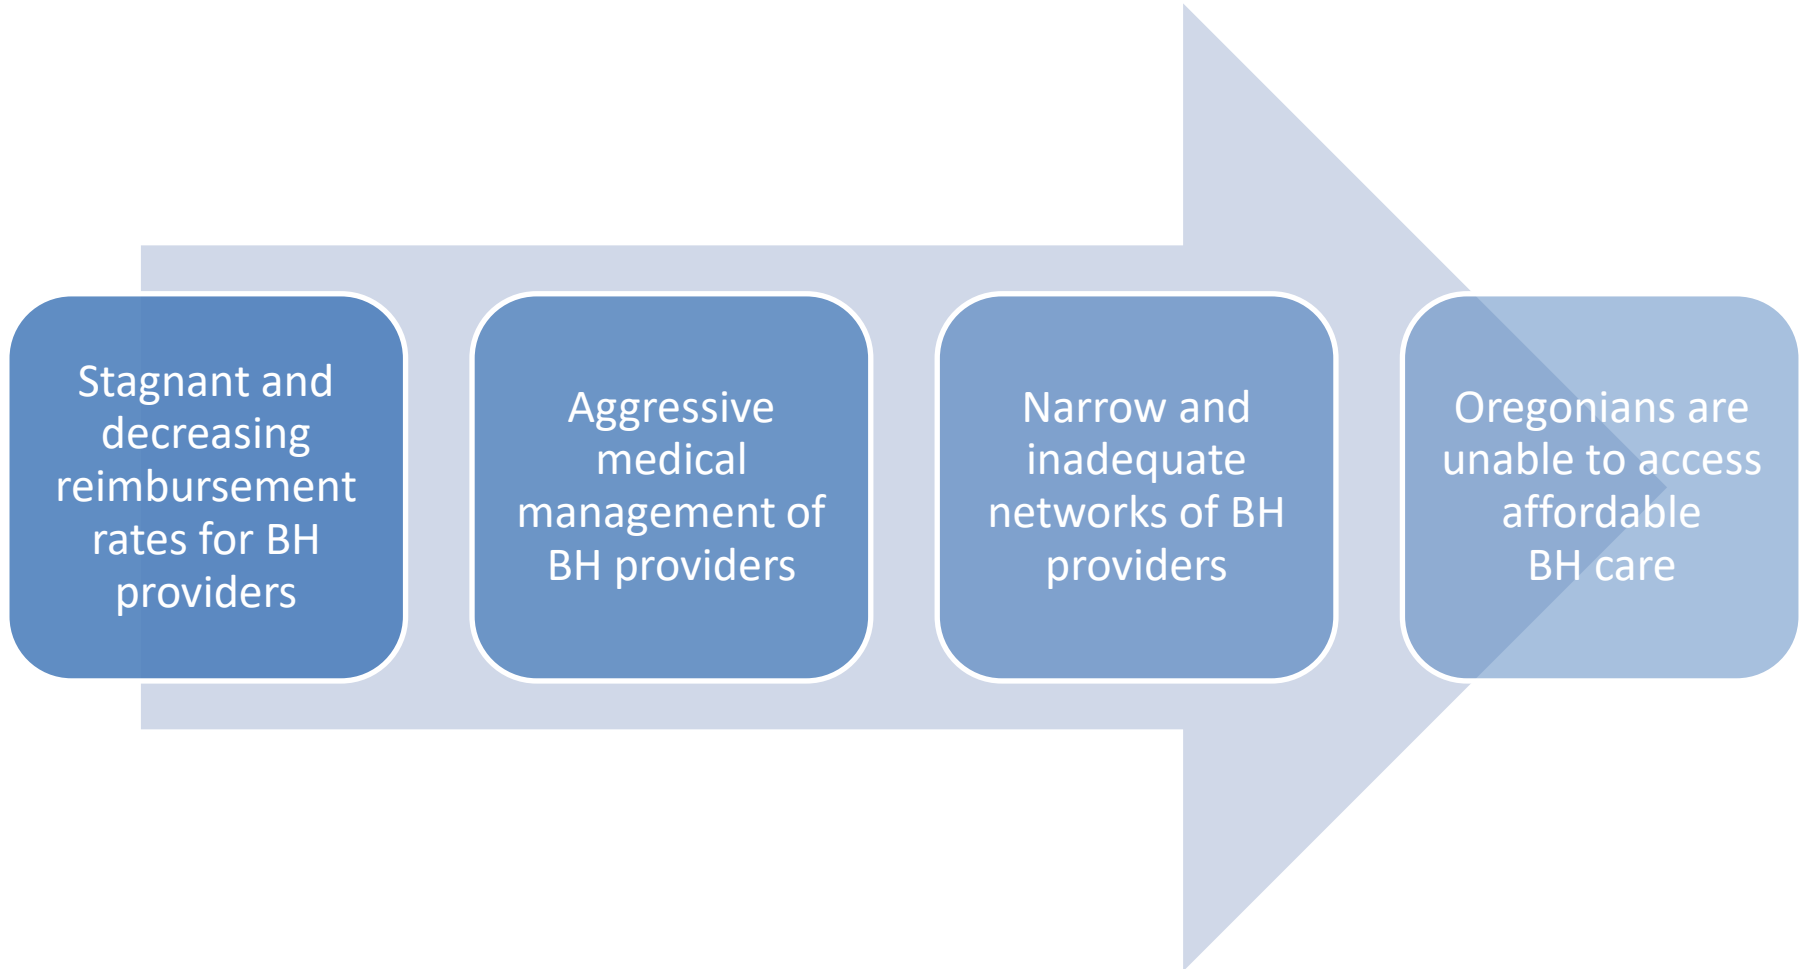 Stagnant and
decreasing
reimbursement
rates for BH
providers
Aggressive
medical
management of
BH providers
Narrow and
inadequate
networks of BH
providers
Oregonians are
unable to access
affordable
BH care